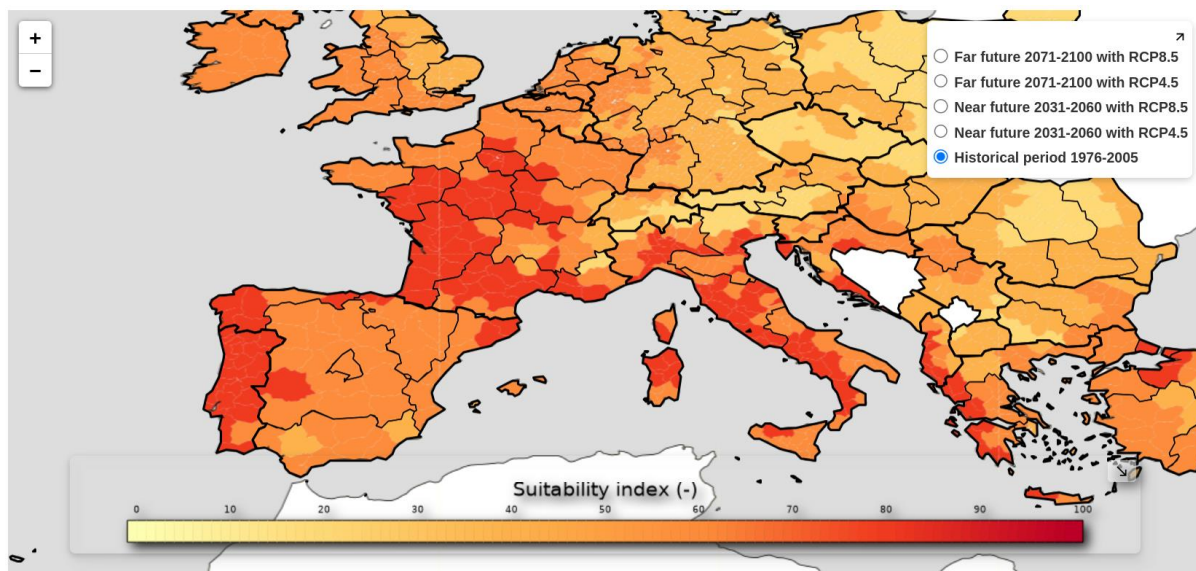 +
−
Far future 2071-2100 with RCP8.5
Far future 2071-2100 with RCP4.5
Near future 2031-2060 with RCP8.5
Near future 2031-2060 with RCP4.5
Historical period 1976-2005
Suitability index (-)
0 10 20 30 40 50 60 70 80 90 100